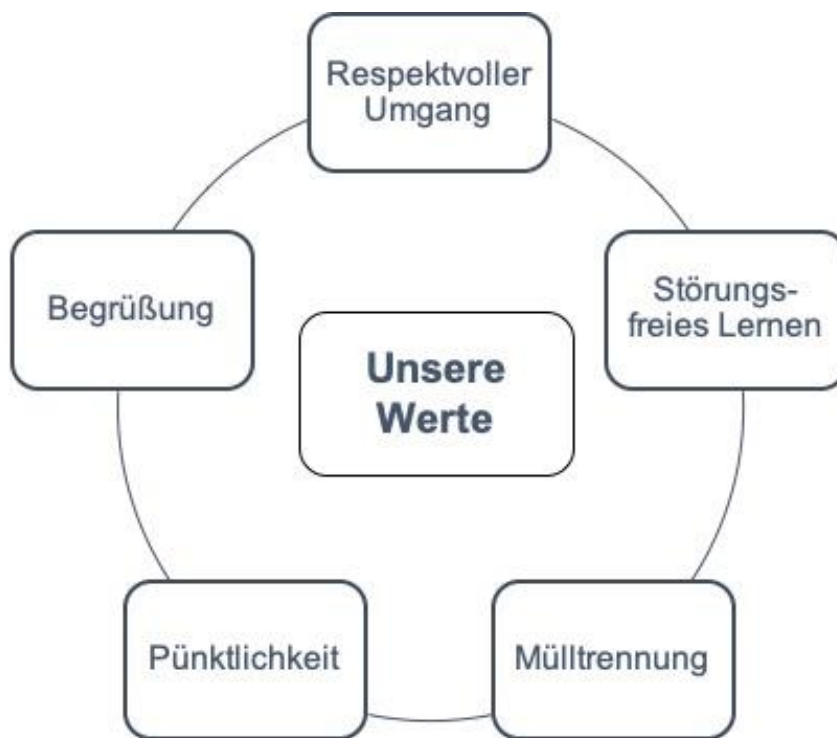 Respektvoller
Umgang
Störungs-
freies Lernen
Mülltrennung
Pünktlichkeit
Begrüßung
Unsere
Werte